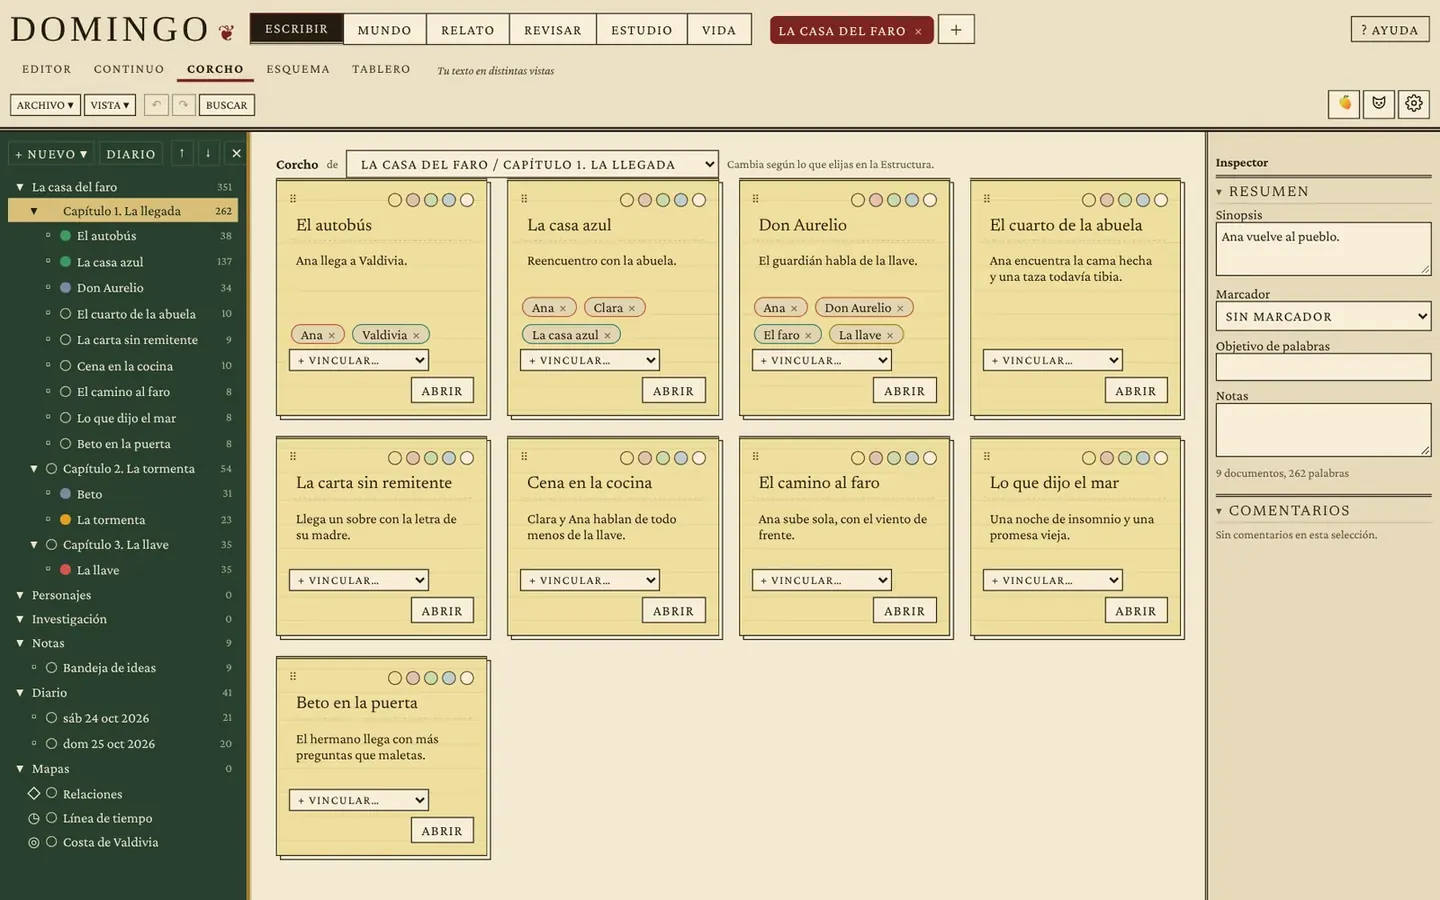 DOMINGO
ESCRIBIR
MUNDO
RELATO
REVISAR
ESTUDIO
VIDA
LA CASA DEL FARO ×
+
? AYUDA
EDITOR
CONTINUO
CORCHO
ESQUEMA
TABLERO
Tu texto en distintas vistas
ARCHIVO ▾
VISTA ▾
↶
↷
BUSCAR
+ NUEVO ▾
DIARIO
↑
↓
✕
▼ La casa del faro 351
▼ Capítulo 1. La llegada 262
El autobús 38
La casa azul 137
Don Aurelio 34
El cuarto de la abuela 10
La carta sin remitente 9
Cena en la cocina 10
El camino al faro 8
Lo que dijo el mar 8
Beto en la puerta 8
▼ Capítulo 2. La tormenta 54
Beto 31
La tormenta 23
▼ Capítulo 3. La llave 35
La llave 35
▼ Personajes 0
▼ Investigación 0
▼ Notas 9
Bandeja de ideas 9
▼ Diario 41
sáb 24 oct 2026 21
dom 25 oct 2026 20
▼ Mapas 0
Relaciones
Línea de tiempo
Costa de Valdivia
Corcho de LA CASA DEL FARO / CAPÍTULO 1. LA LLEGADA Cambia según lo que elijas en la Estructura.
El autobús
Ana llega a Valdivia.
Ana × Valdivia ×
+ VINCULAR...
ABRIR
La casa azul
Reencuentro con la abuela.
Ana × Clara ×
La casa azul ×
+ VINCULAR...
ABRIR
Don Aurelio
El guardián habla de la llave.
Ana × Don Aurelio ×
El faro × La llave ×
+ VINCULAR...
ABRIR
El cuarto de la abuela
Ana encuentra la cama hecha
y una taza todavía tibia.
+ VINCULAR...
ABRIR
La carta sin remitente
Llega un sobre con la letra de
su madre.
+ VINCULAR...
ABRIR
Cena en la cocina
Clara y Ana hablan de todo
menos de la llave.
+ VINCULAR...
ABRIR
El camino al faro
Ana sube sola, con el viento de
frente.
+ VINCULAR...
ABRIR
Lo que dijo el mar
Una noche de insomnio y una
promesa vieja.
+ VINCULAR...
ABRIR
Beto en la puerta
El hermano llega con más
preguntas que maletas.
+ VINCULAR...
ABRIR
Inspector
▾ RESUMEN
Sinopsis
Ana vuelve al pueblo.
Marcador
SIN MARCADOR
Objetivo de palabras
Notas
9 documentos, 262 palabras
▾ COMENTARIOS
Sin comentarios en esta selección.